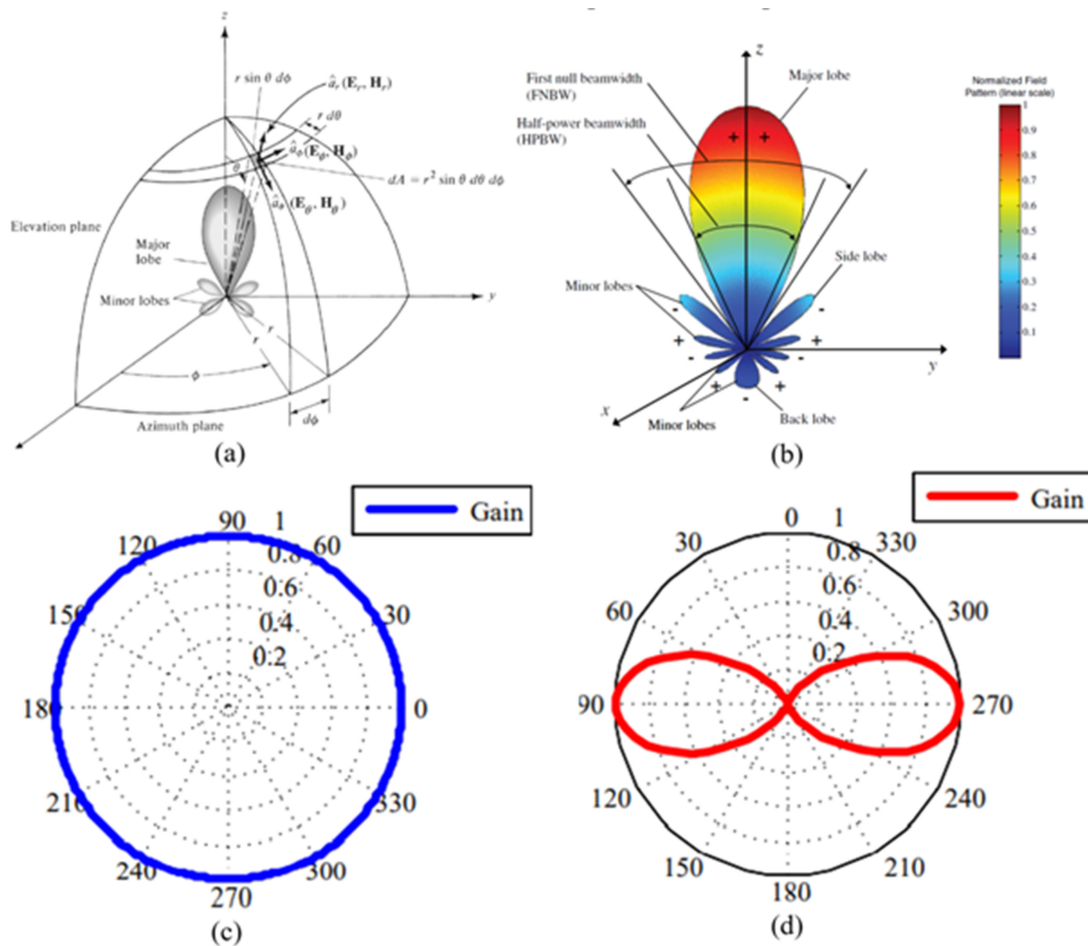 z
r sin θ dϕ
â_r (E_r, H_r)
r dθ
â_ϕ (E_ϕ, H_ϕ)
θ
dA = r² sin θ dθ dϕ
(E_θ, H_θ)
Elevation plane
Major
lobe
Minor lobes
y
r
r
ϕ
Azimuth plane
dϕ
(a)
z
First null beamwidth
(FNBW)
Half-power beamwidth
(HPBW)
Major lobe
+ +
Side lobe
Minor lobes
- -
+ +
- -
+ +
-
y
x
Minor lobes
Back lobe
Normalized Field
Pattern (linear scale)
1
0.9
0.8
0.7
0.6
0.5
0.4
0.3
0.2
0.1
(b)
Gain
90
1
120
60
0.8
0.6
150
30
0.4
0.2
180
0
210
330
240
300
270
(c)
Gain
0
1
30
330
0.8
0.6
60
300
0.4
0.2
90
270
120
240
150
210
180
(d)